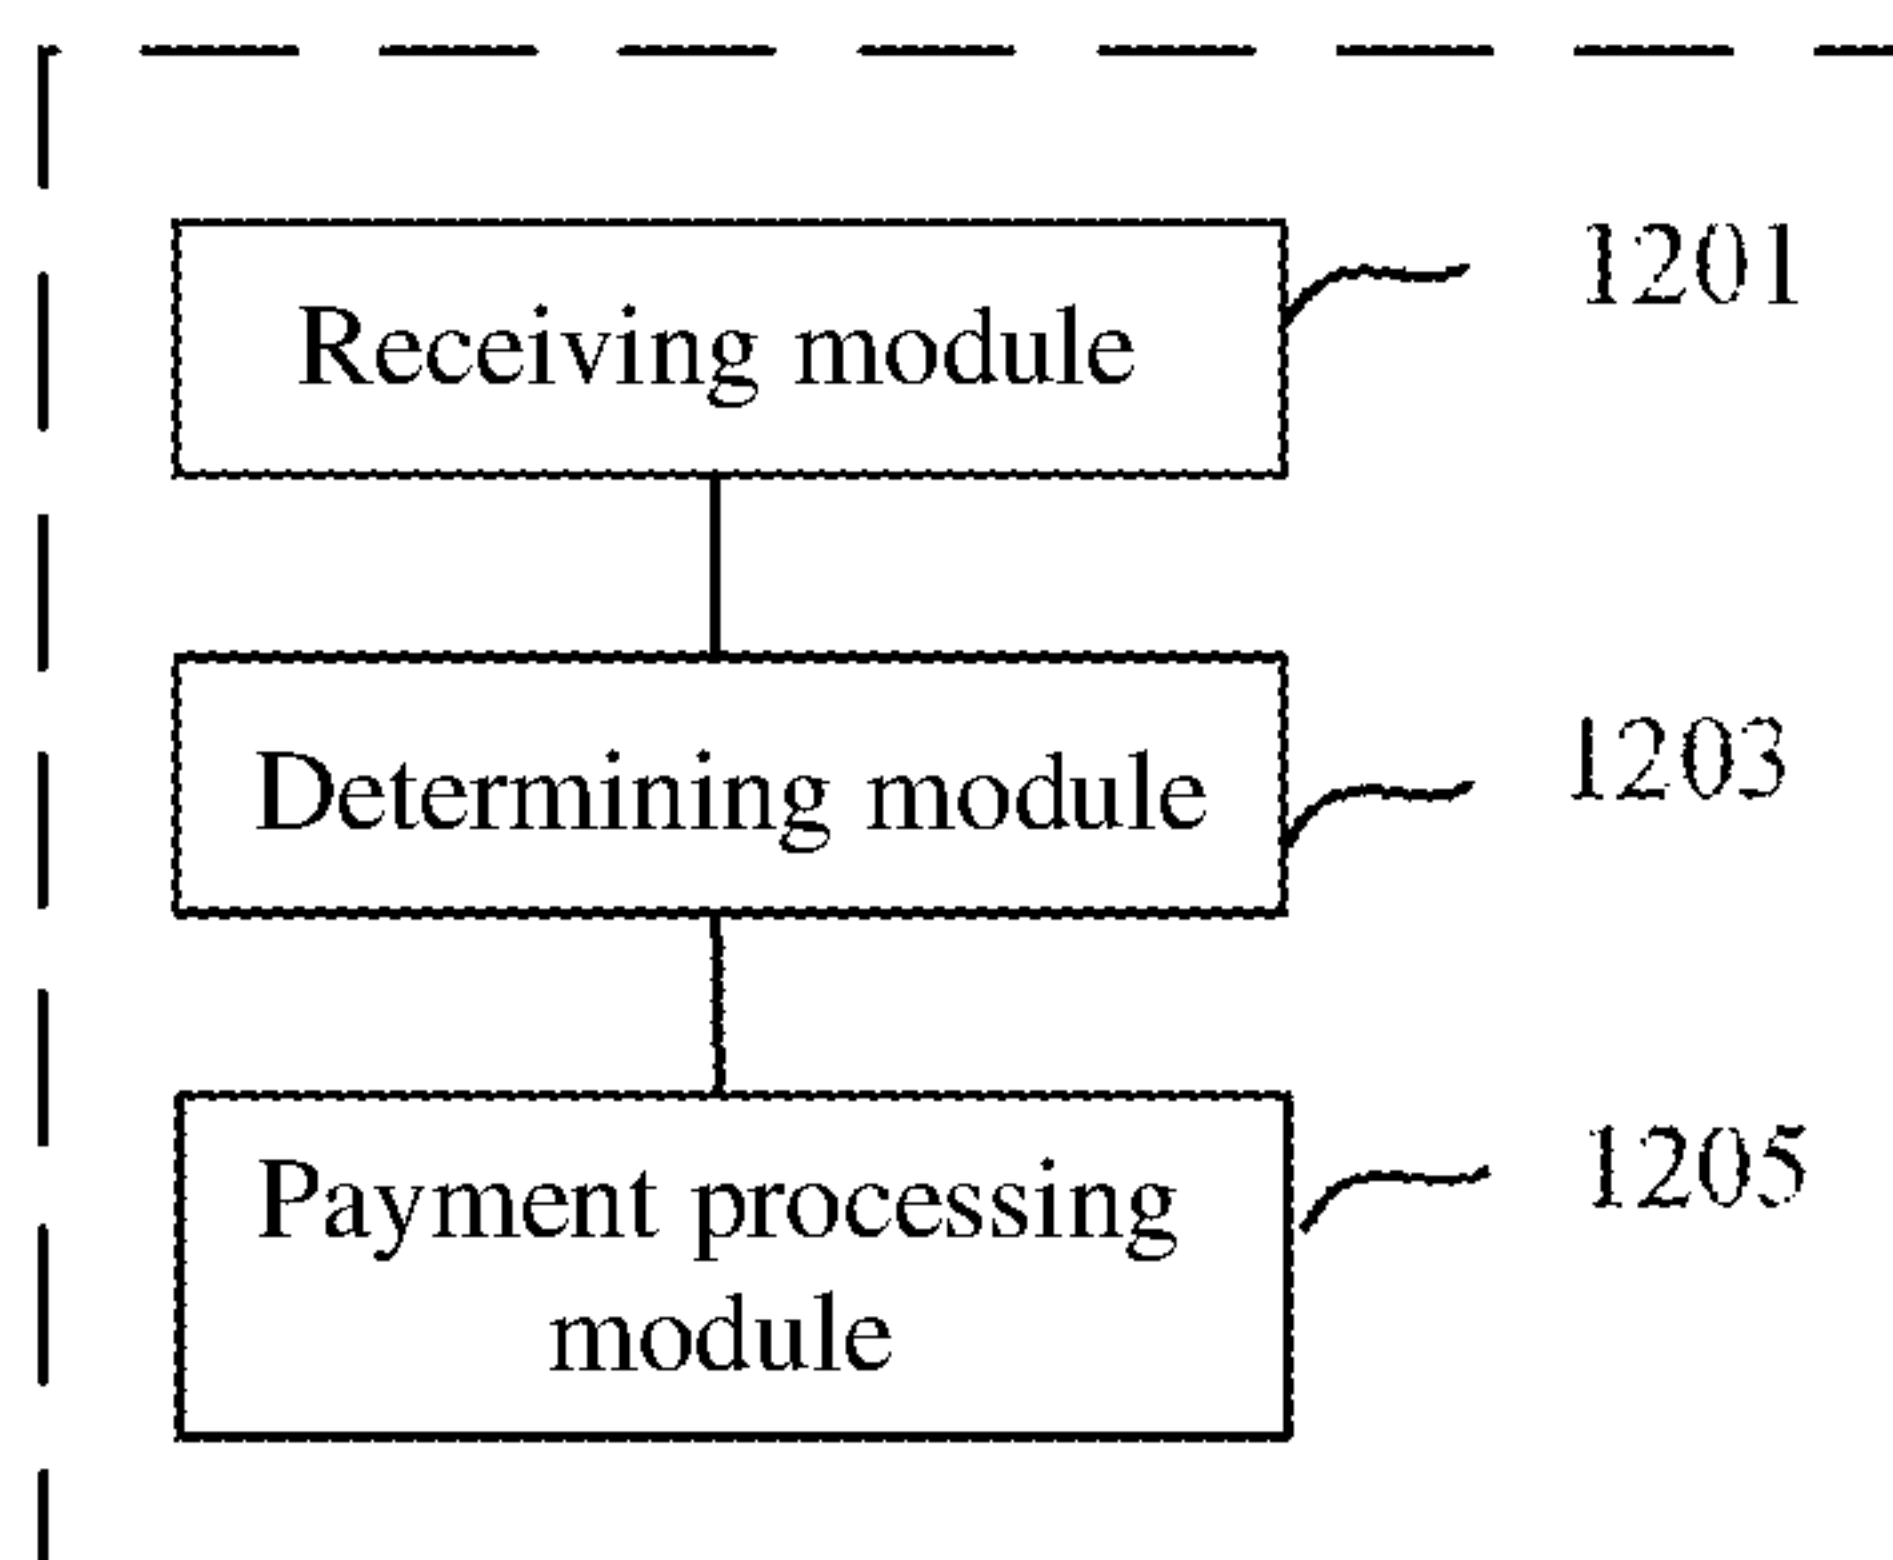 Receiving module
1201
Determining module
1203
Payment processing
module
1205